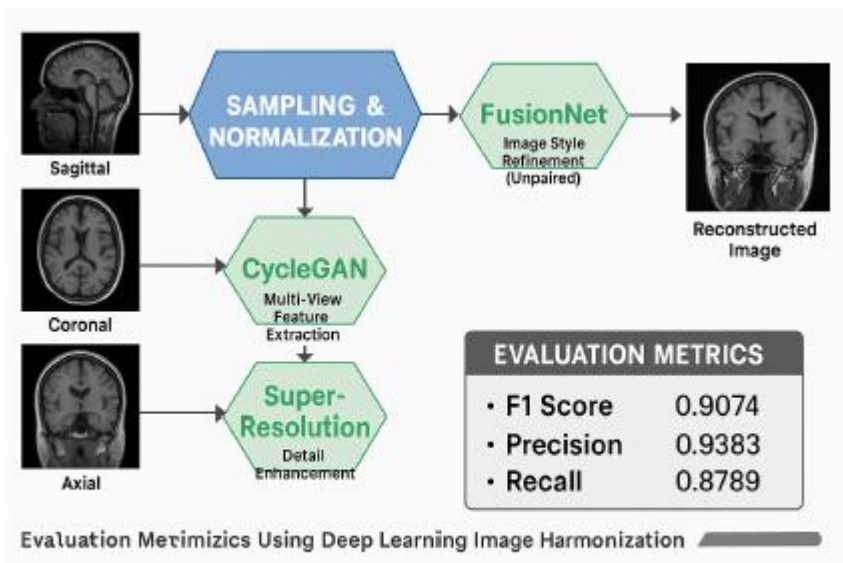 Sagittal
SAMPLING &
NORMALIZATION
FusionNet
Image Style
Refinement
(Unpaired)
Reconstructed
Image
Coronal
CycleGAN
Multi-View
Feature
Extraction
Axial
Super-
Resolution
Detail
Enhancement
EVALUATION METRICS
• F1 Score 0.9074
• Precision 0.9383
• Recall 0.8789
Evaluation Metrimizics Using Deep Learning Image Harmonization